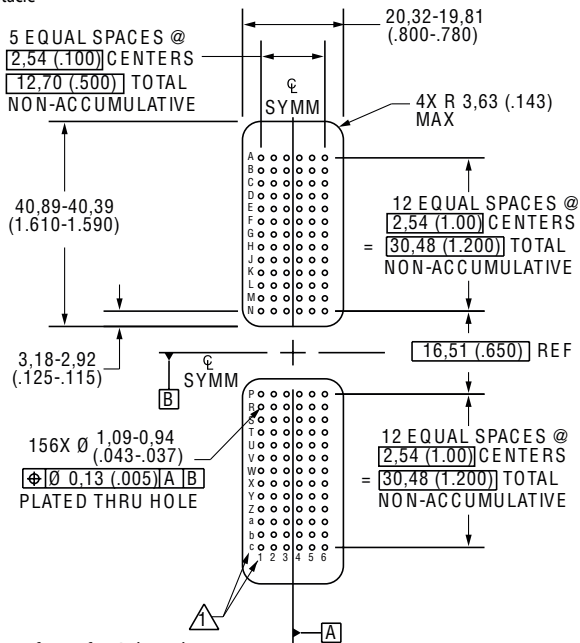 20,32-19,81
(.800-.780)
5 EQUAL SPACES @
2,54 (.100) CENTERS
12,70 (.500) TOTAL
NON-ACCUMULATIVE
℄
SYMM
4X R 3,63 (.143)
MAX
A
B
C
D
E
F
G
H
J
K
L
M
N
40,89-40,39
(1.610-1.590)
12 EQUAL SPACES @
2,54 (1.00) CENTERS
= 30,48 (1.200) TOTAL
NON-ACCUMULATIVE
3,18-2,92
(.125-.115)
℄
SYMM
B
16,51 (.650) REF
P
R
S
T
U
V
W
X
Y
Z
a
b
c
1 2 3 4 5 6
156X Ø 1,09-0,94
(.043-.037)
⌖ Ø 0,13 (.005) A B
PLATED THRU HOLE
12 EQUAL SPACES @
2,54 (1.00) CENTERS
= 30,48 (1.200) TOTAL
NON-ACCUMULATIVE
1
A